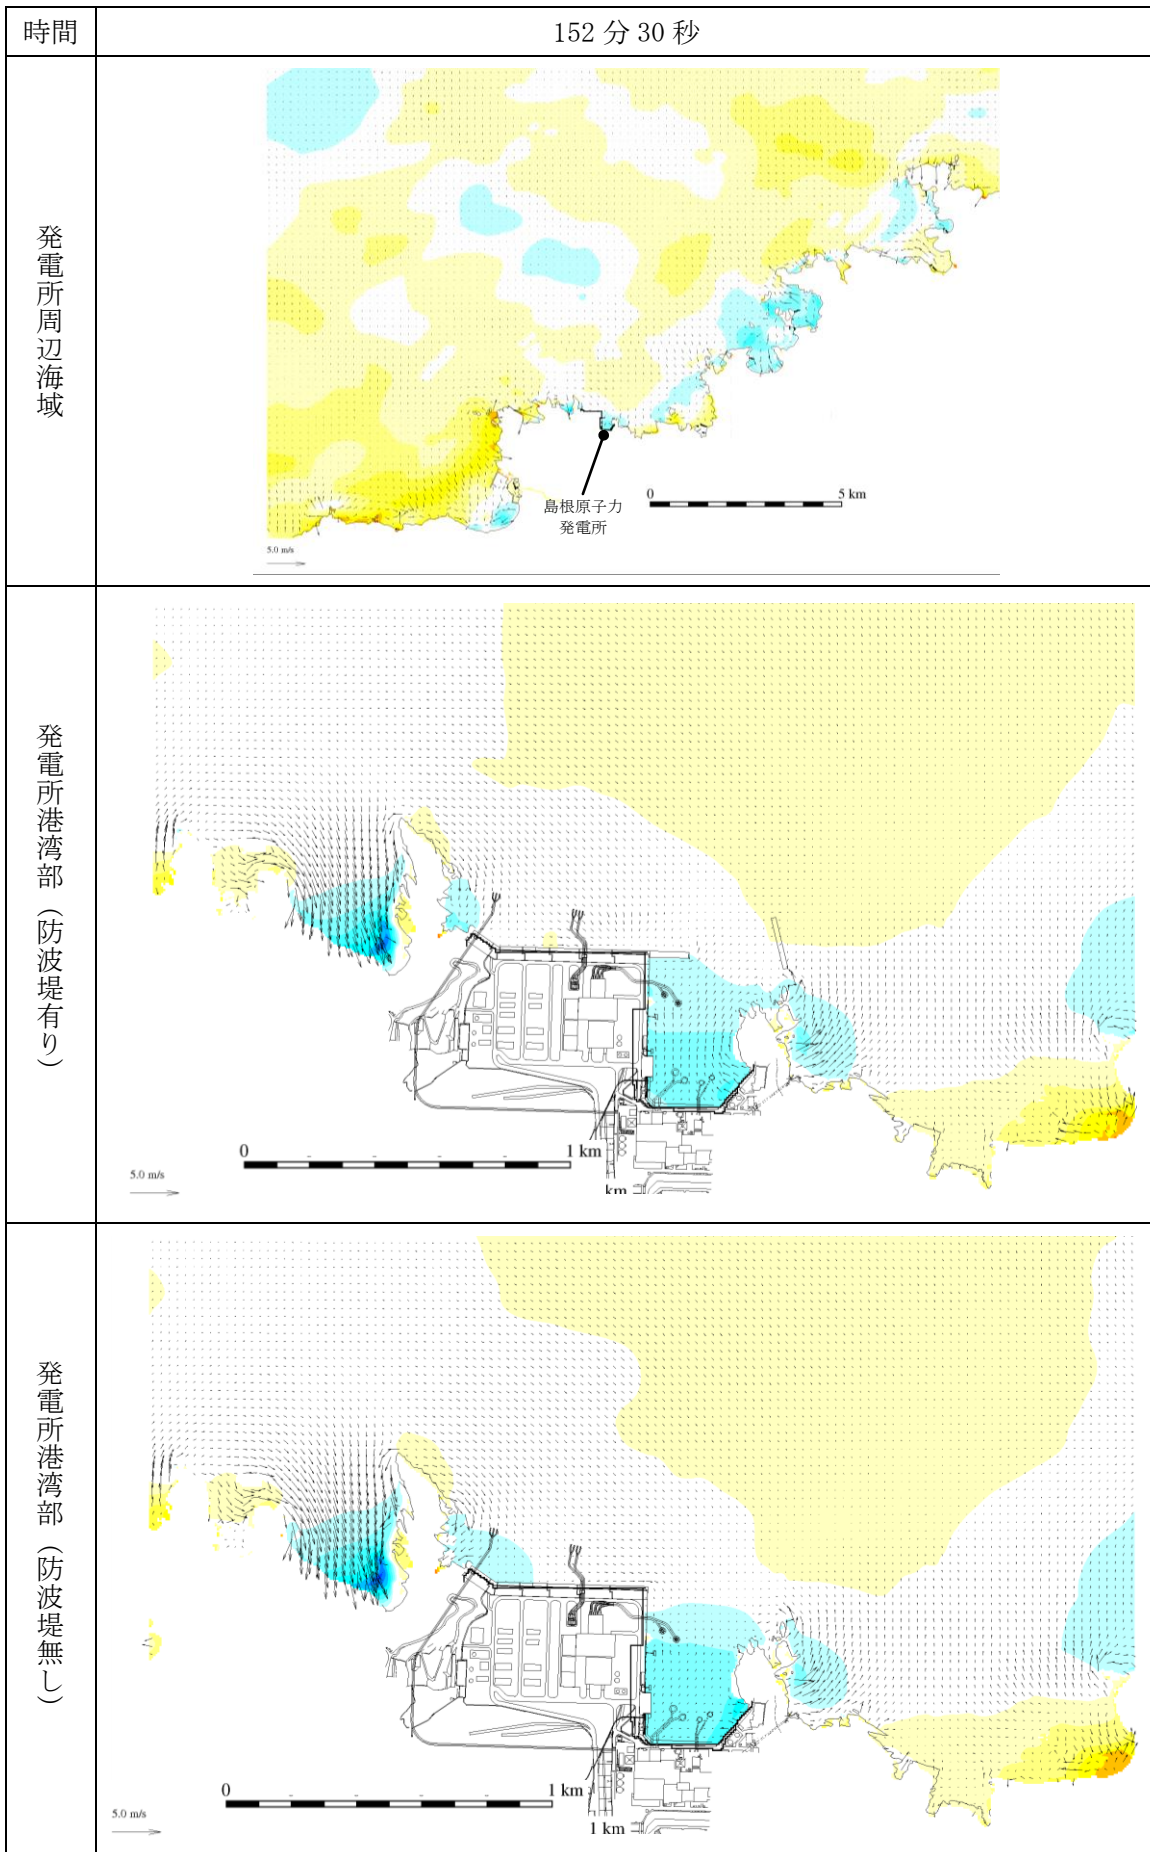 時間
152 分 30 秒
発電所周辺海域
島根原子力
発電所
0
5 km
5.0 m/s
発電所港湾部（防波堤有り）
0
1 km
5.0 m/s
km
発電所港湾部（防波堤無し）
0
1 km
5.0 m/s
1 km